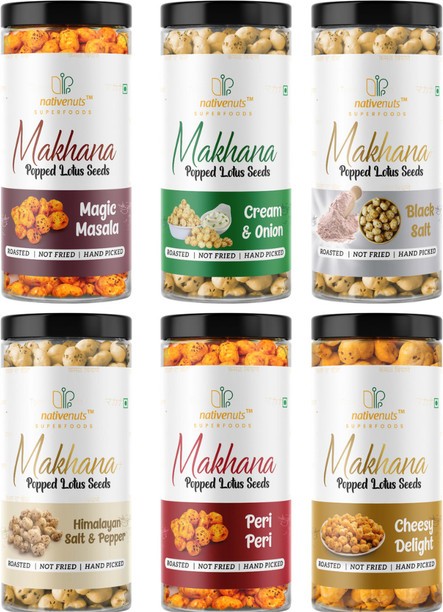 nativenuts™
SUPERFOODS
Makhana
Popped Lotus Seeds
Magic
Masala
ROASTED | NOT FRIED | HAND PICKED
nativenuts™
SUPERFOODS
Makhana
Popped Lotus Seeds
Cream
& Onion
ROASTED | NOT FRIED | HAND PICKED
nativenuts™
SUPERFOODS
Makhana
Popped Lotus Seeds
Black
Salt
ROASTED | NOT FRIED | HAND PICKED
nativenuts™
SUPERFOODS
Makhana
Popped Lotus Seeds
Himalayan
Salt & Pepper
ROASTED | NOT FRIED | HAND PICKED
nativenuts™
SUPERFOODS
Makhana
Popped Lotus Seeds
Peri
Peri
ROASTED | NOT FRIED | HAND PICKED
nativenuts™
SUPERFOODS
Makhana
Popped Lotus Seeds
Cheesy
Delight
ROASTED | NOT FRIED | HAND PICKED